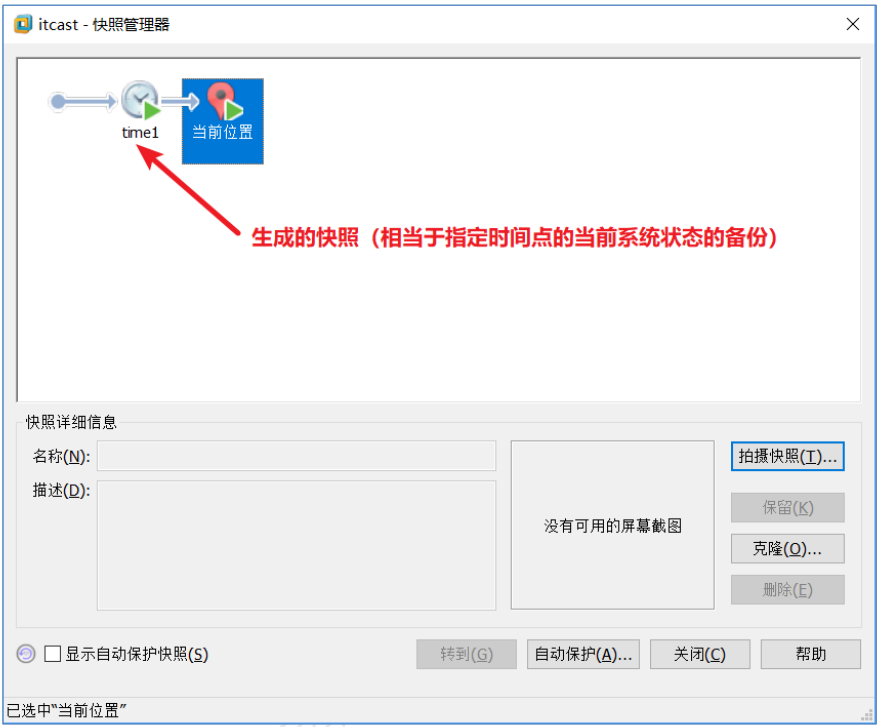 itcast - 快照管理器
time1
当前位置
生成的快照（相当于指定时间点的当前系统状态的备份）
快照详细信息
名称(N):
描述(D):
没有可用的屏幕截图
拍摄快照(T)...
保留(K)
克隆(O)...
删除(E)
显示自动保护快照(S)
转到(G)
自动保护(A)...
关闭(C)
帮助
已选中"当前位置"